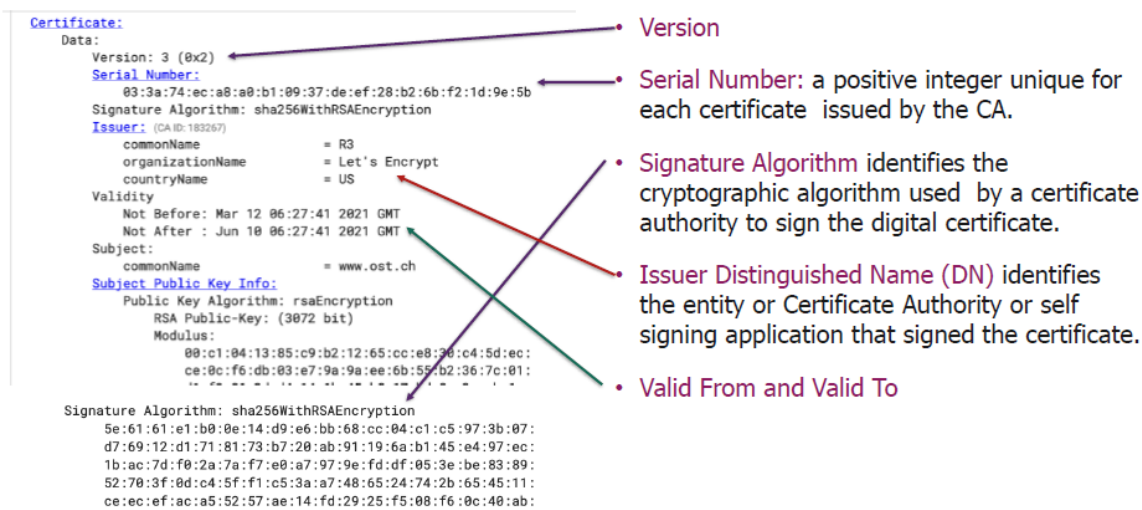 Certificate:
Data:
Version: 3 (0x2)
Serial Number:
03:3a:74:ec:a8:a0:b1:09:37:de:ef:28:b2:6b:f2:1d:9e:5b
Signature Algorithm: sha256WithRSAEncryption
Issuer: (CA ID: 183267)
commonName = R3
organizationName = Let's Encrypt
countryName = US
Validity
Not Before: Mar 12 06:27:41 2021 GMT
Not After : Jun 10 06:27:41 2021 GMT
Subject:
commonName = www.ost.ch
Subject Public Key Info:
Public Key Algorithm: rsaEncryption
RSA Public-Key: (3072 bit)
Modulus:
00:c1:04:13:85:c9:b2:12:65:cc:e8:30:c4:5d:ec:
ce:0c:f6:db:03:e7:9a:9a:ee:6b:55:b2:36:7c:01:
Signature Algorithm: sha256WithRSAEncryption
5e:61:61:e1:b0:0e:14:d9:e6:bb:68:cc:04:c1:c5:97:3b:07:
d7:69:12:d1:71:81:73:b7:20:ab:91:19:6a:b1:45:e4:97:ec:
1b:ac:7d:f0:2a:7a:f7:e0:a7:97:9e:fd:df:05:3e:be:83:89:
52:70:3f:0d:c4:5f:f1:c5:3a:a7:48:65:24:74:2b:65:45:11:
ce:ec:ef:ac:a5:52:57:ae:14:fd:29:25:f5:08:f6:0c:40:ab:
• Version
• Serial Number: a positive integer unique for
each certificate issued by the CA.
• Signature Algorithm identifies the
cryptographic algorithm used by a certificate
authority to sign the digital certificate.
• Issuer Distinguished Name (DN) identifies
the entity or Certificate Authority or self
signing application that signed the certificate.
• Valid From and Valid To